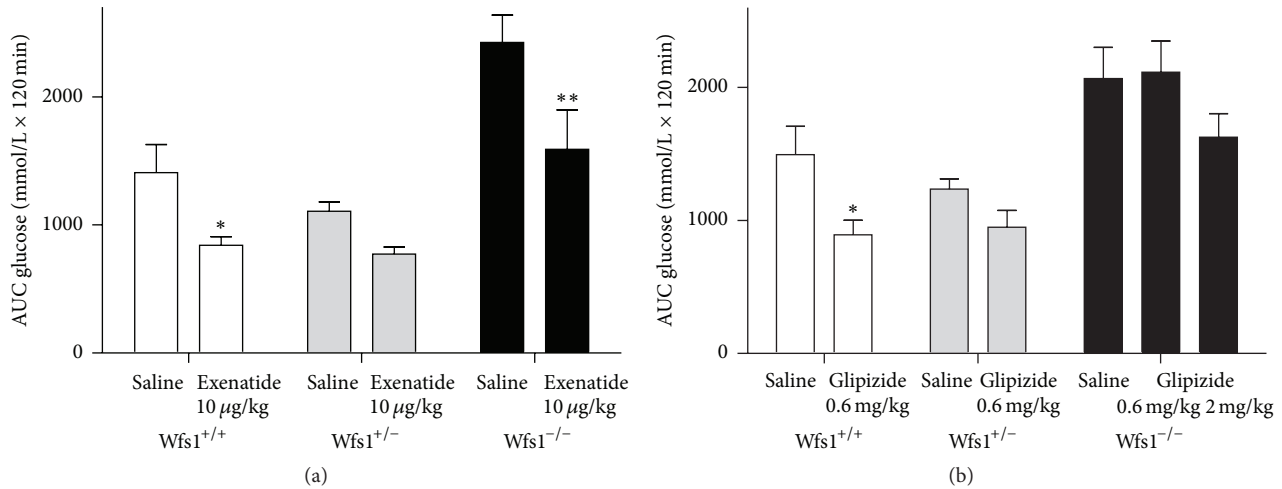 AUC glucose (mmol/L × 120 min)
2000
1000
0
*
**
Saline Exenatide Saline Exenatide Saline Exenatide
10 μg/kg 10 μg/kg 10 μg/kg
Wfs1+/+ Wfs1+/− Wfs1−/−
(a)
AUC glucose (mmol/L × 120 min)
2000
1000
0
*
Saline Glipizide Saline Glipizide Saline Glipizide
0.6 mg/kg 0.6 mg/kg 0.6 mg/kg 2 mg/kg
Wfs1+/+ Wfs1+/− Wfs1−/−
(b)